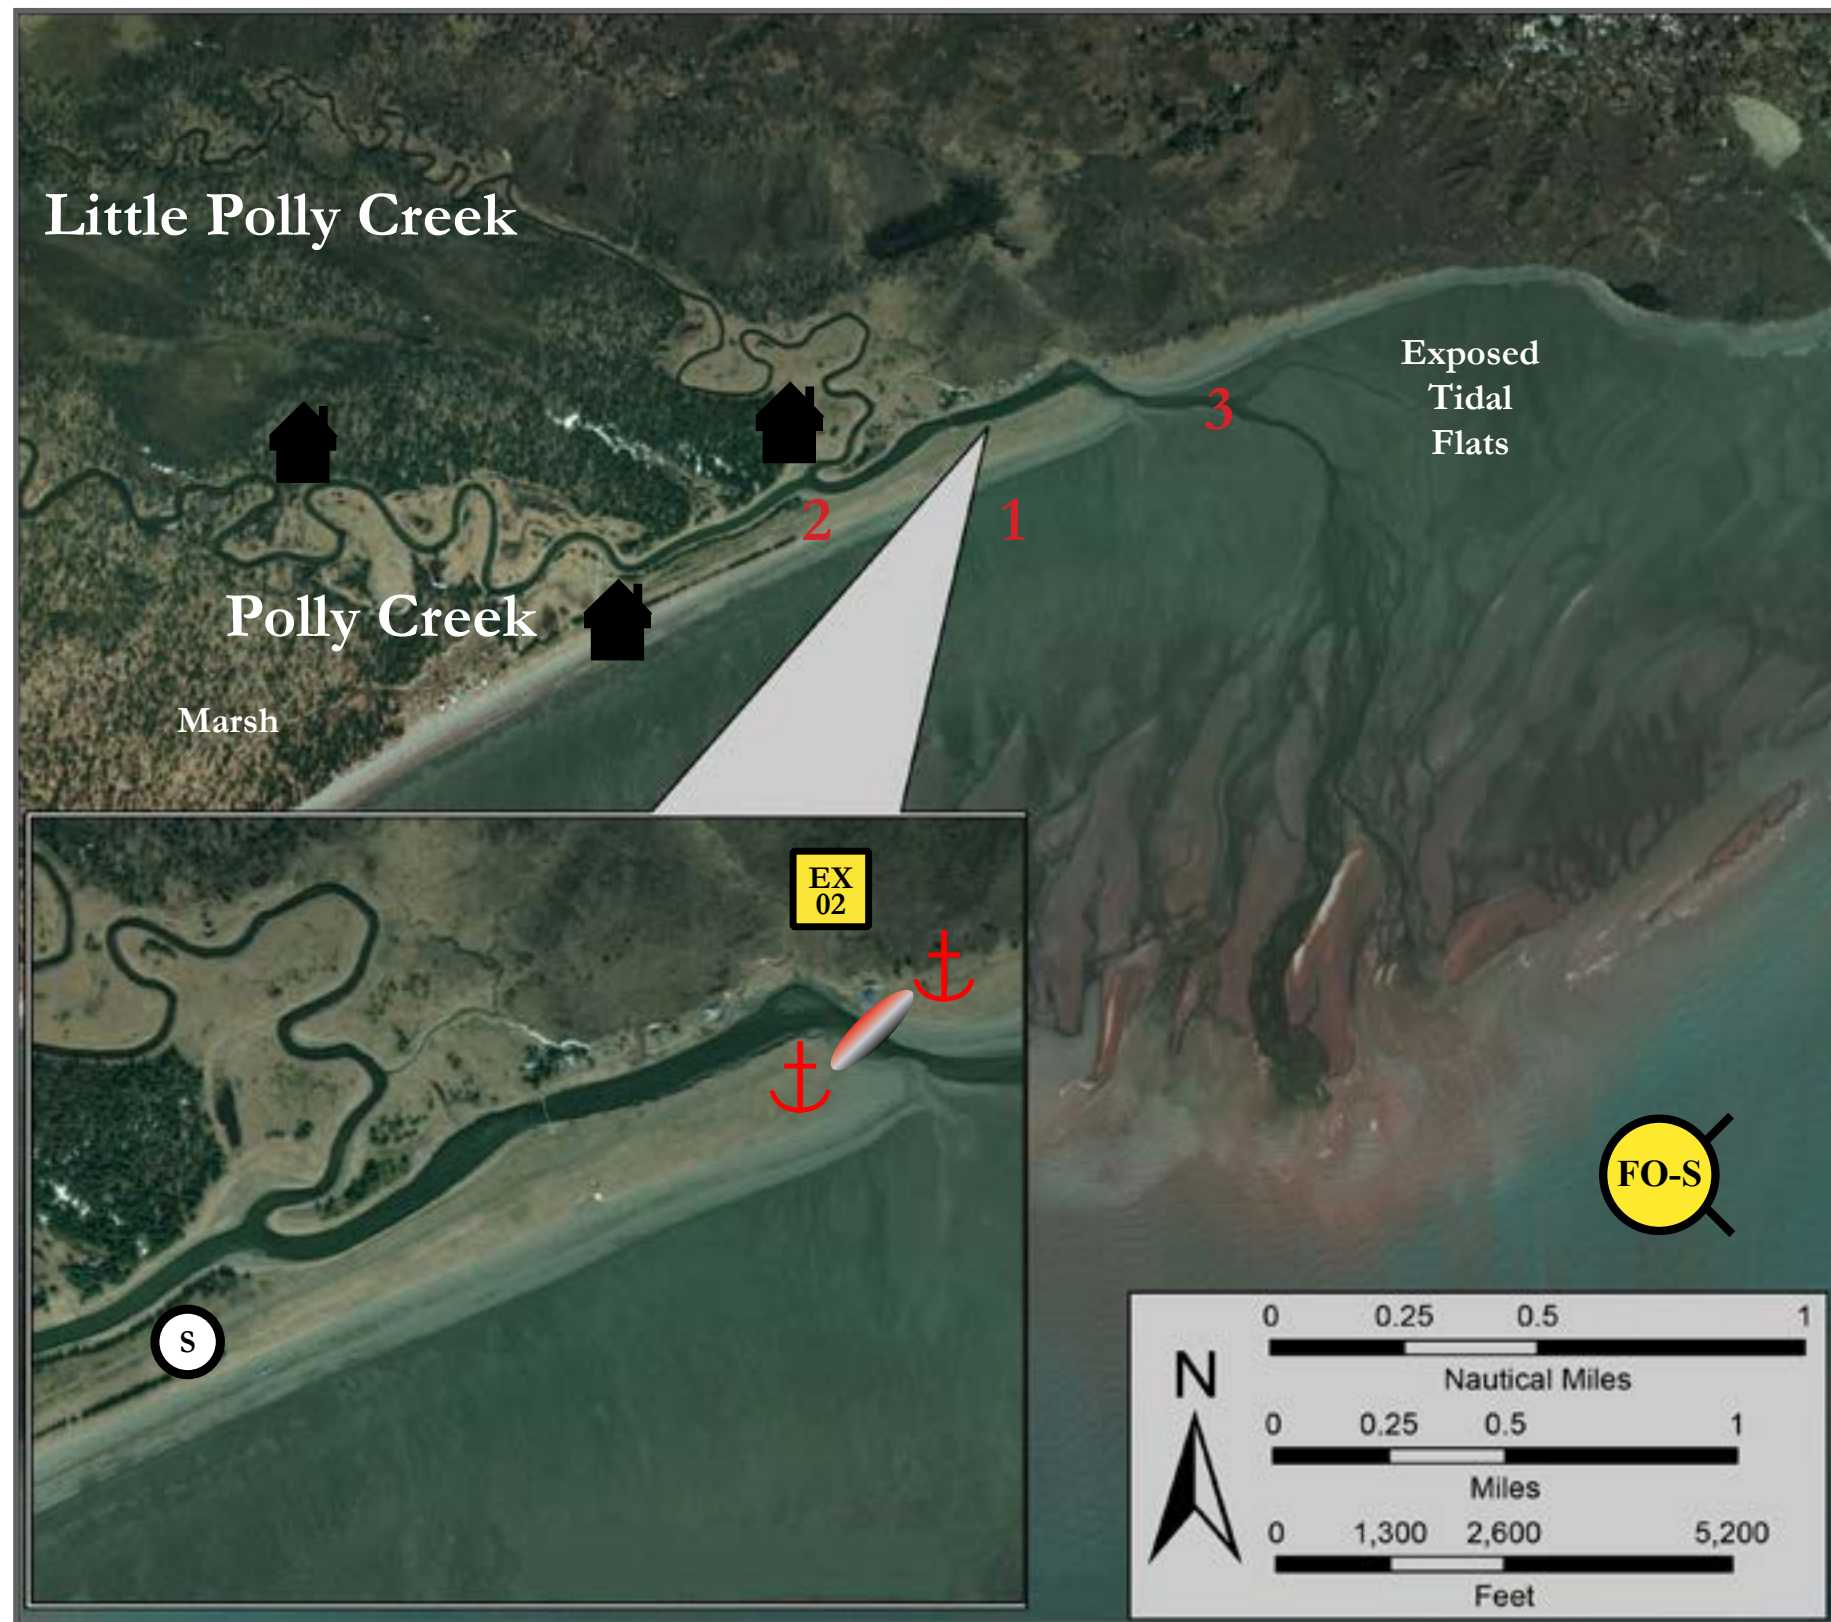 Little Polly Creek
Exposed
Tidal
Flats
3
2
1
Polly Creek
Marsh
EX
02
S
FO-S
N
0 0.25 0.5 1
Nautical Miles
0 0.25 0.5 1
Miles
0 1,300 2,600 5,200
Feet